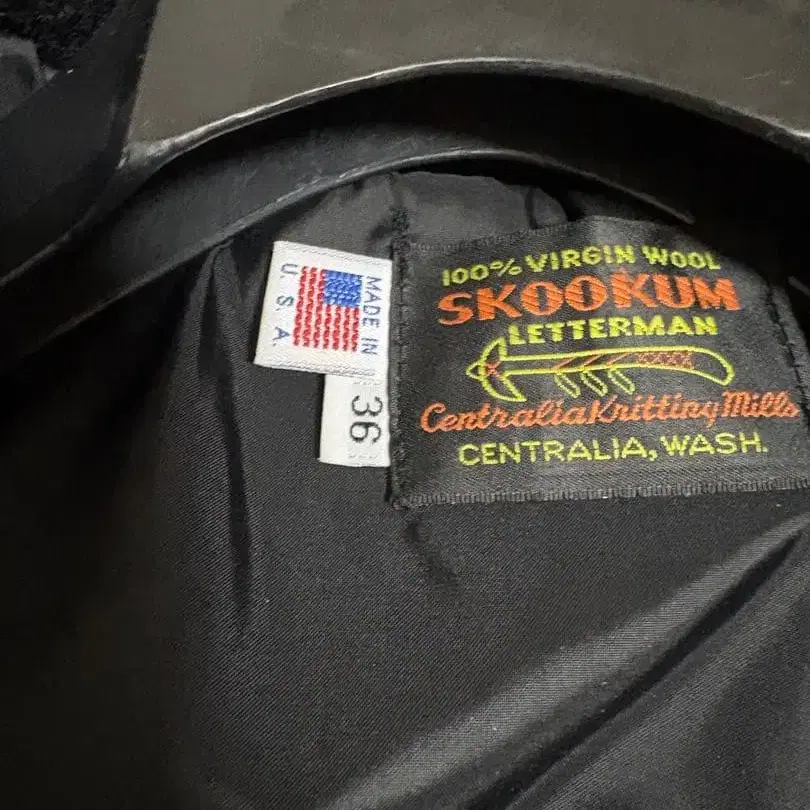 MADE IN
U. S. A.
36
100% VIRGIN WOOL
SKOOKUM
LETTERMAN
Centralia Knitting Mills
CENTRALIA, WASH.